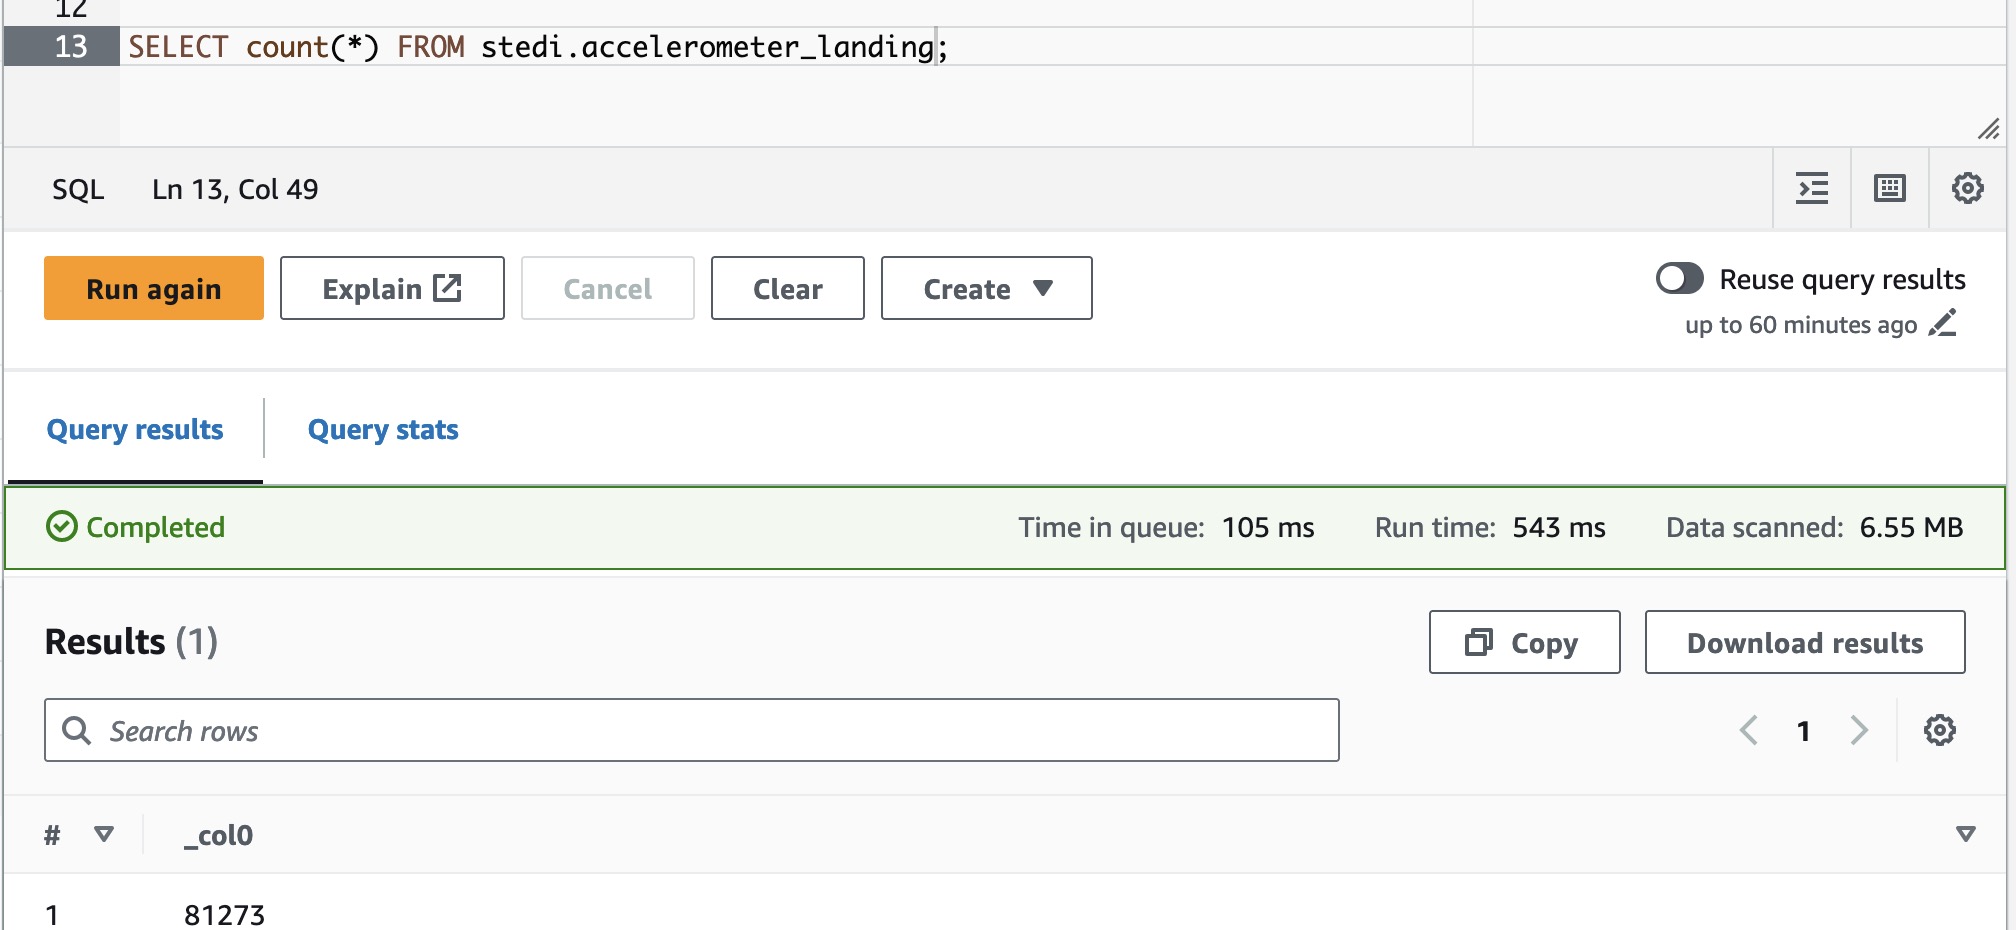 12
13 SELECT count(*) FROM stedi.accelerometer_landing;
SQL Ln 13, Col 49
Run again Explain Cancel Clear Create Reuse query results
up to 60 minutes ago
Query results Query stats
Completed Time in queue: 105 ms Run time: 543 ms Data scanned: 6.55 MB
Results (1) Copy Download results
Search rows 1
# _col0
1 81273